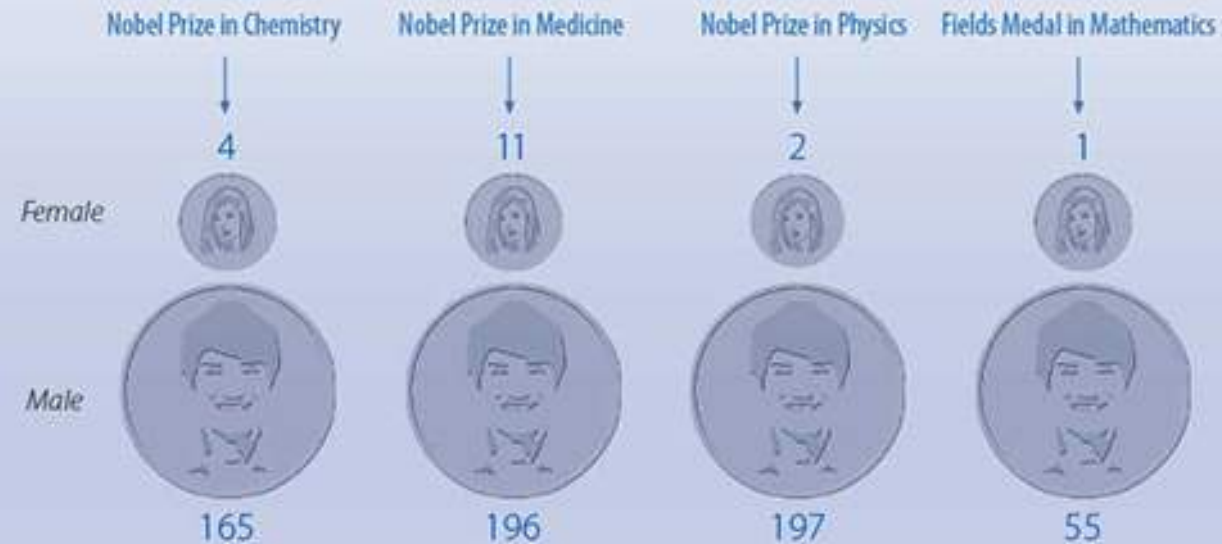 Nobel Prize in Chemistry Nobel Prize in Medicine Nobel Prize in Physics Fields Medal in Mathematics
4 11 2 1
Female
Male
165 196 197 55